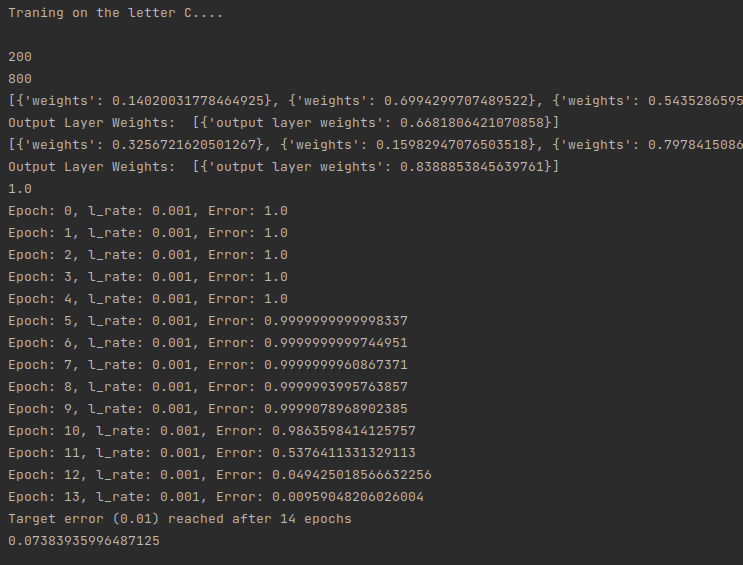 Traning on the letter C....
200
800
[{'weights': 0.14020031778464925}, {'weights': 0.6994299707489522}, {'weights': 0.5435286595
Output Layer Weights:  [{'output layer weights': 0.6681806421070858}]
[{'weights': 0.3256721620501267}, {'weights': 0.15982947076503518}, {'weights': 0.7978415086
Output Layer Weights:  [{'output layer weights': 0.8388853845639761}]
1.0
Epoch: 0, l_rate: 0.001, Error: 1.0
Epoch: 1, l_rate: 0.001, Error: 1.0
Epoch: 2, l_rate: 0.001, Error: 1.0
Epoch: 3, l_rate: 0.001, Error: 1.0
Epoch: 4, l_rate: 0.001, Error: 1.0
Epoch: 5, l_rate: 0.001, Error: 0.9999999999998337
Epoch: 6, l_rate: 0.001, Error: 0.9999999999744951
Epoch: 7, l_rate: 0.001, Error: 0.9999999960867371
Epoch: 8, l_rate: 0.001, Error: 0.9999993995763857
Epoch: 9, l_rate: 0.001, Error: 0.9999078968902385
Epoch: 10, l_rate: 0.001, Error: 0.9863598414125757
Epoch: 11, l_rate: 0.001, Error: 0.5376411331329113
Epoch: 12, l_rate: 0.001, Error: 0.049425018566632256
Epoch: 13, l_rate: 0.001, Error: 0.00959048206026004
Target error (0.01) reached after 14 epochs
0.07383935996487125